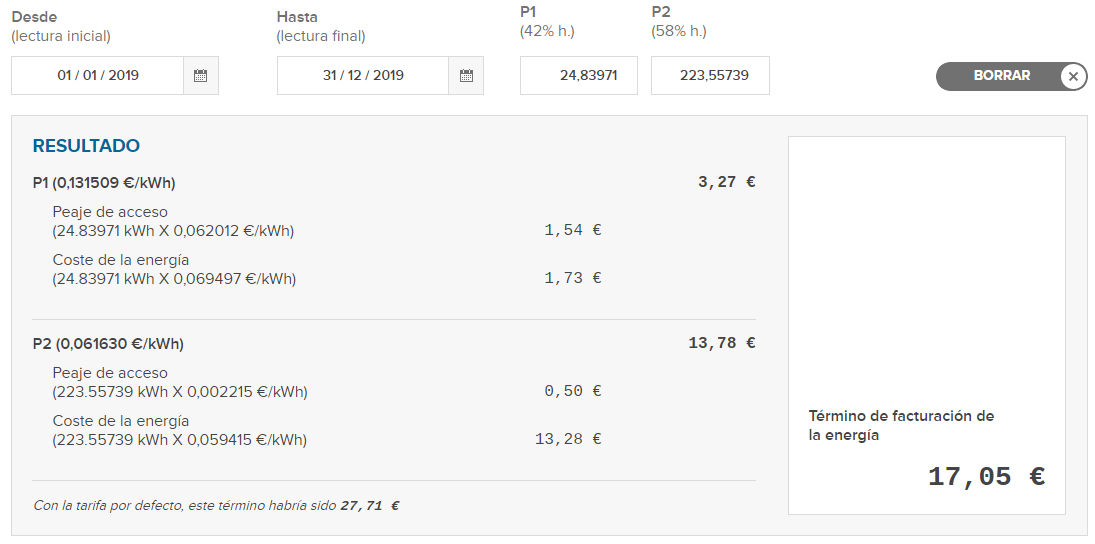 Desde
(lectura inicial)
Hasta
(lectura final)
P1
(42% h.)
P2
(58% h.)
01 / 01 / 2019
31 / 12 / 2019
24,83971
223,55739
BORRAR
RESULTADO
P1 (0,131509 €/kWh) 3,27 €
Peaje de acceso
(24.83971 kWh X 0,062012 €/kWh) 1,54 €
Coste de la energía
(24.83971 kWh X 0,069497 €/kWh) 1,73 €
P2 (0,061630 €/kWh) 13,78 €
Peaje de acceso
(223.55739 kWh X 0,002215 €/kWh) 0,50 €
Coste de la energía
(223.55739 kWh X 0,059415 €/kWh) 13,28 €
Con la tarifa por defecto, este término habría sido 27,71 €
Término de facturación de
la energía
17,05 €